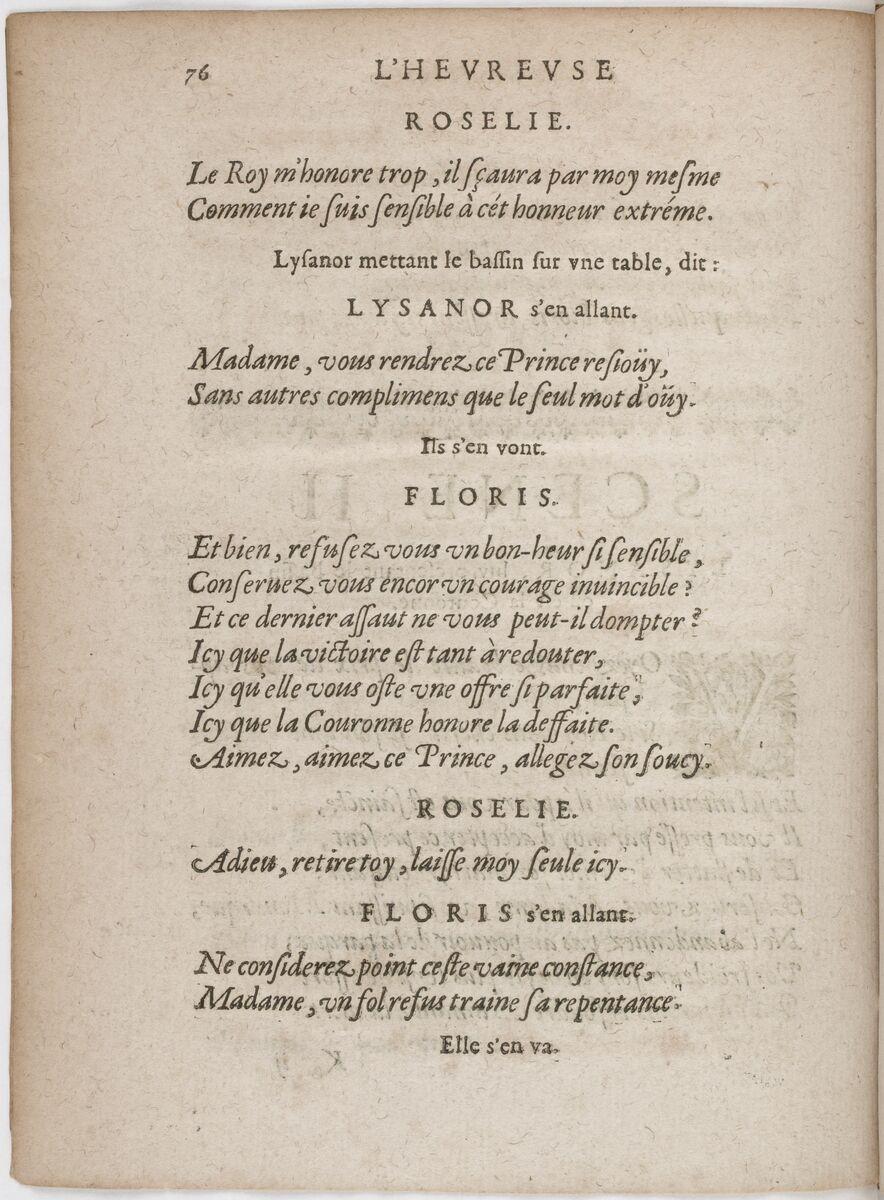 76 L'HEVREVSE
ROSELIE.
Le Roy m'honore trop, il sçaura par moy meſme
Comment ie ſuis ſenſible à cét honneur extréme.
Lyſanor mettant le baſſin ſur vne table, dit :
LYSANOR s'en allant.
Madame, vous rendrez ce Prince reſioüy,
Sans autres complimens que le ſeul mot d'oüy.
Ils s'en vont.
FLORIS.
Et bien, refuſez vous vn bon-heur ſi ſenſible,
Conſeruez vous encor vn courage inuincible ?
Et ce dernier aſſaut ne vous peut-il dompter ?
Icy que la victoire eſt tant à redouter,
Icy qu'elle vous oſte vne offre ſi parfaite,
Icy que la Couronne honore la deffaite.
Aimez, aimez ce Prince, allegez ſon ſoucy.
ROSELIE.
Adieu, retire toy, laiſſe moy ſeule icy.
FLORIS s'en allant.
Ne conſiderez point ceſte vaine conſtance,
Madame, vn fol refus traine ſa repentance.
Elle s'en va.